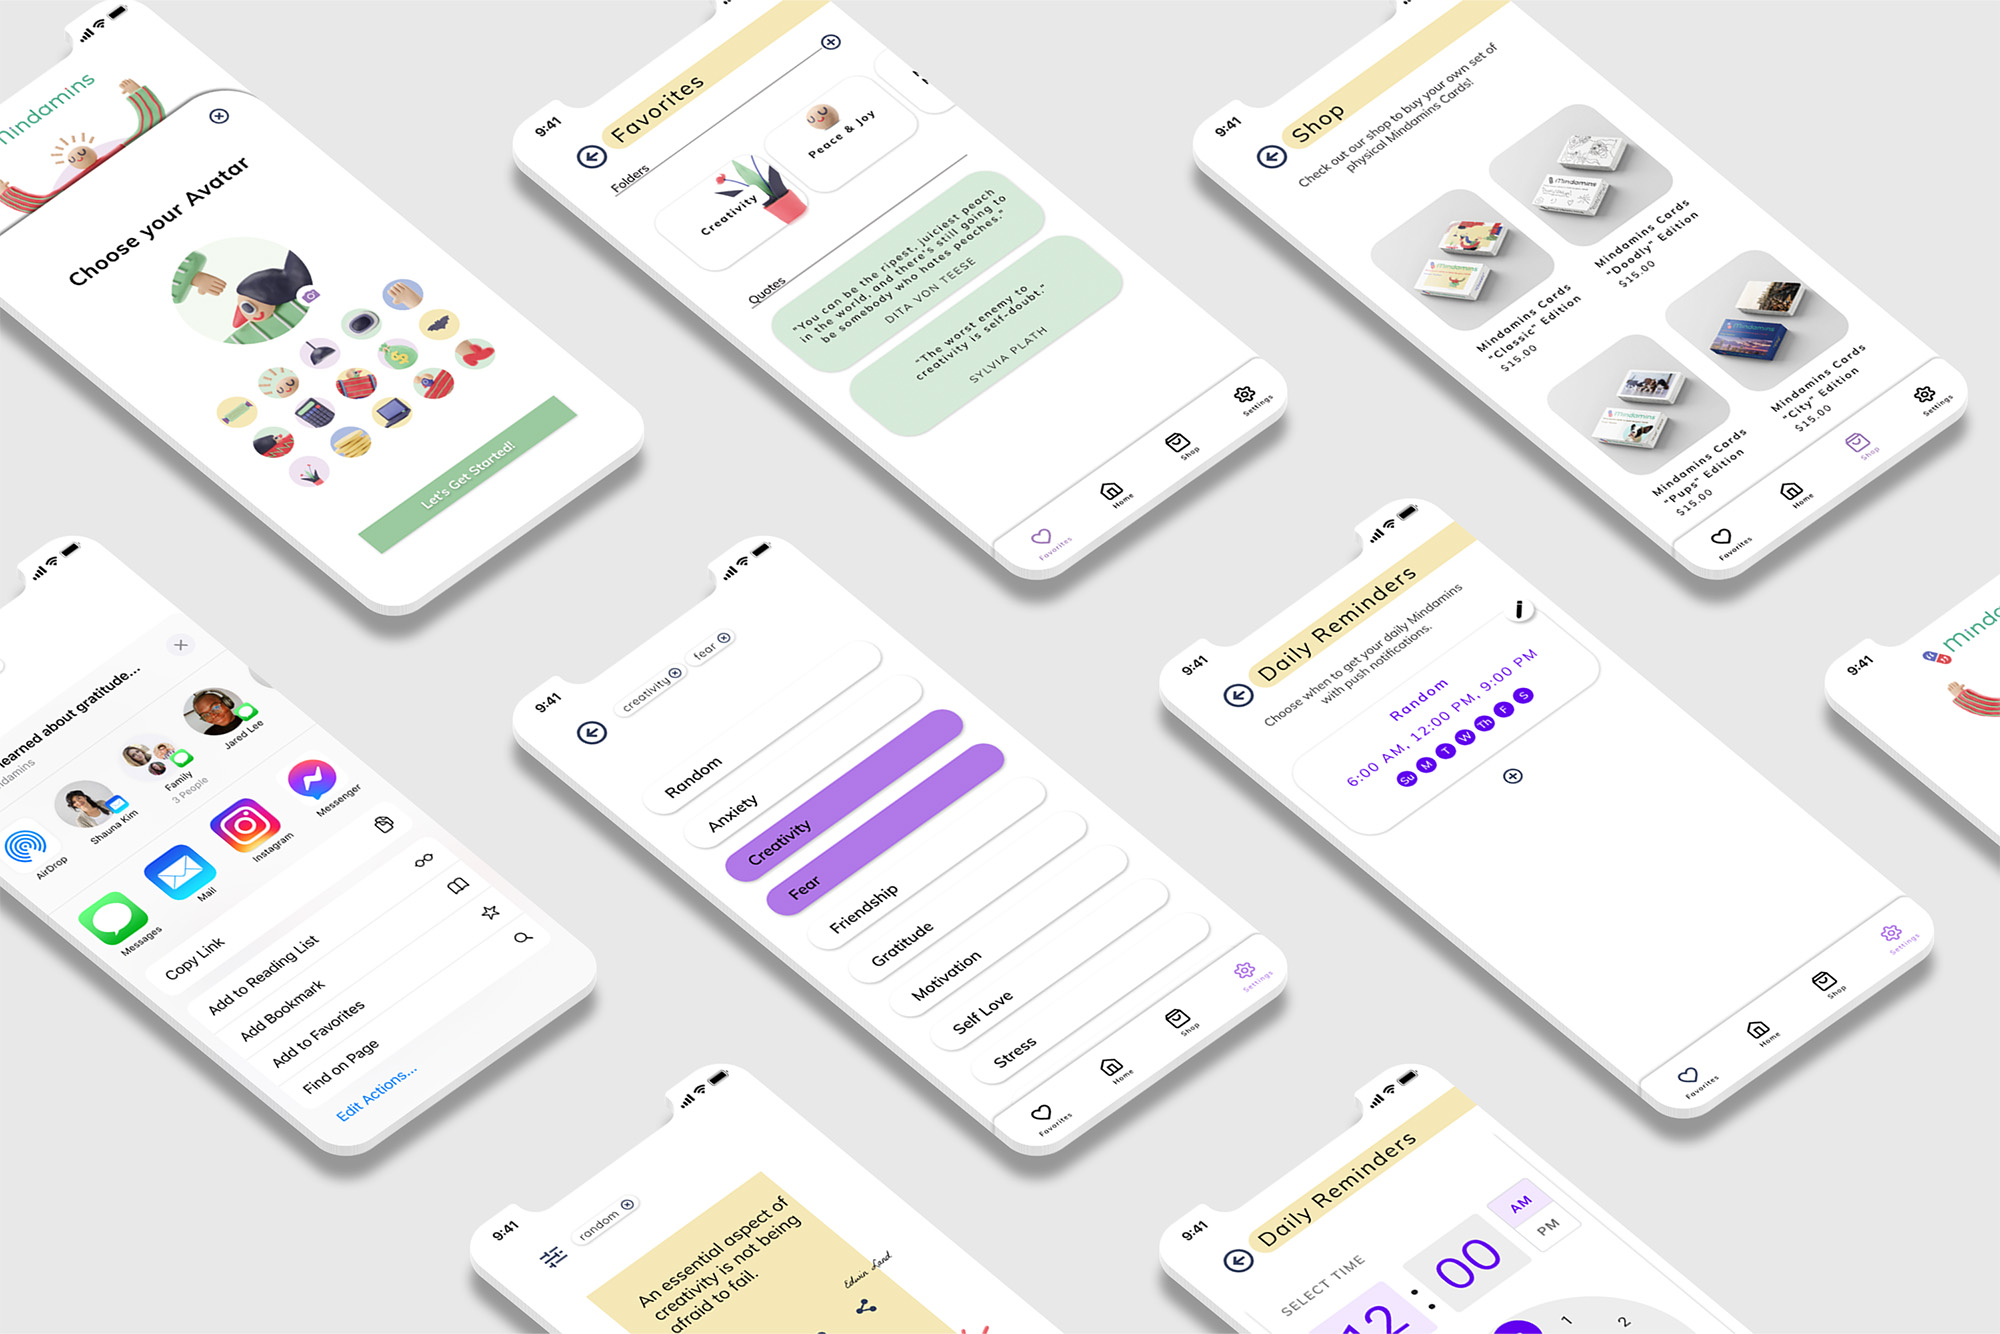 Mindamins
Choose your Avatar
Let's Get Started!
9:41
Favorites
Folders
Creativity
Peace & Joy
Quotes
"You can be the ripest, juiciest peach
in the world, and there's still going to
be somebody who hates peaches."
DITA VON TEESE
"The worst enemy to
creativity is self-doubt."
SYLVIA PLATH
Favorites
Home
Shop
Settings
9:41
Shop
Check out our shop to buy your own set of
physical Mindamins Cards!
Mindamins
Mindamins
Mindamins
Mindamins
Mindamins Cards
"Classic" Edition
$15.00
Mindamins Cards
"Doodly" Edition
$15.00
Mindamins Cards
"Pups" Edition
$15.00
Mindamins Cards
"City" Edition
$15.00
Favorites
Home
Shop
Settings
learned about gratitude...
AirDrop
Shauna Kim
Family
3 People
Jared Lee
Messages
Mail
Instagram
Messenger
Copy Link
Add to Reading List
Add Bookmark
Add to Favorites
Find on Page
Edit Actions...
9:41
creativity
fear
Random
Anxiety
Creativity
Fear
Friendship
Gratitude
Motivation
Self Love
Stress
Favorites
Home
Shop
Settings
9:41
Daily Reminders
Choose when to get your daily Mindamins
with push notifications.
Random
6:00 AM, 12:00 PM, 9:00 PM
Su M T W Th F S
Favorites
Home
Shop
Settings
9:41
9:41
random
An essential aspect of
creativity is not being
afraid to fail.
Edwin Land
9:41
Daily Reminders
SELECT TIME
12:00
AM
PM
1
2